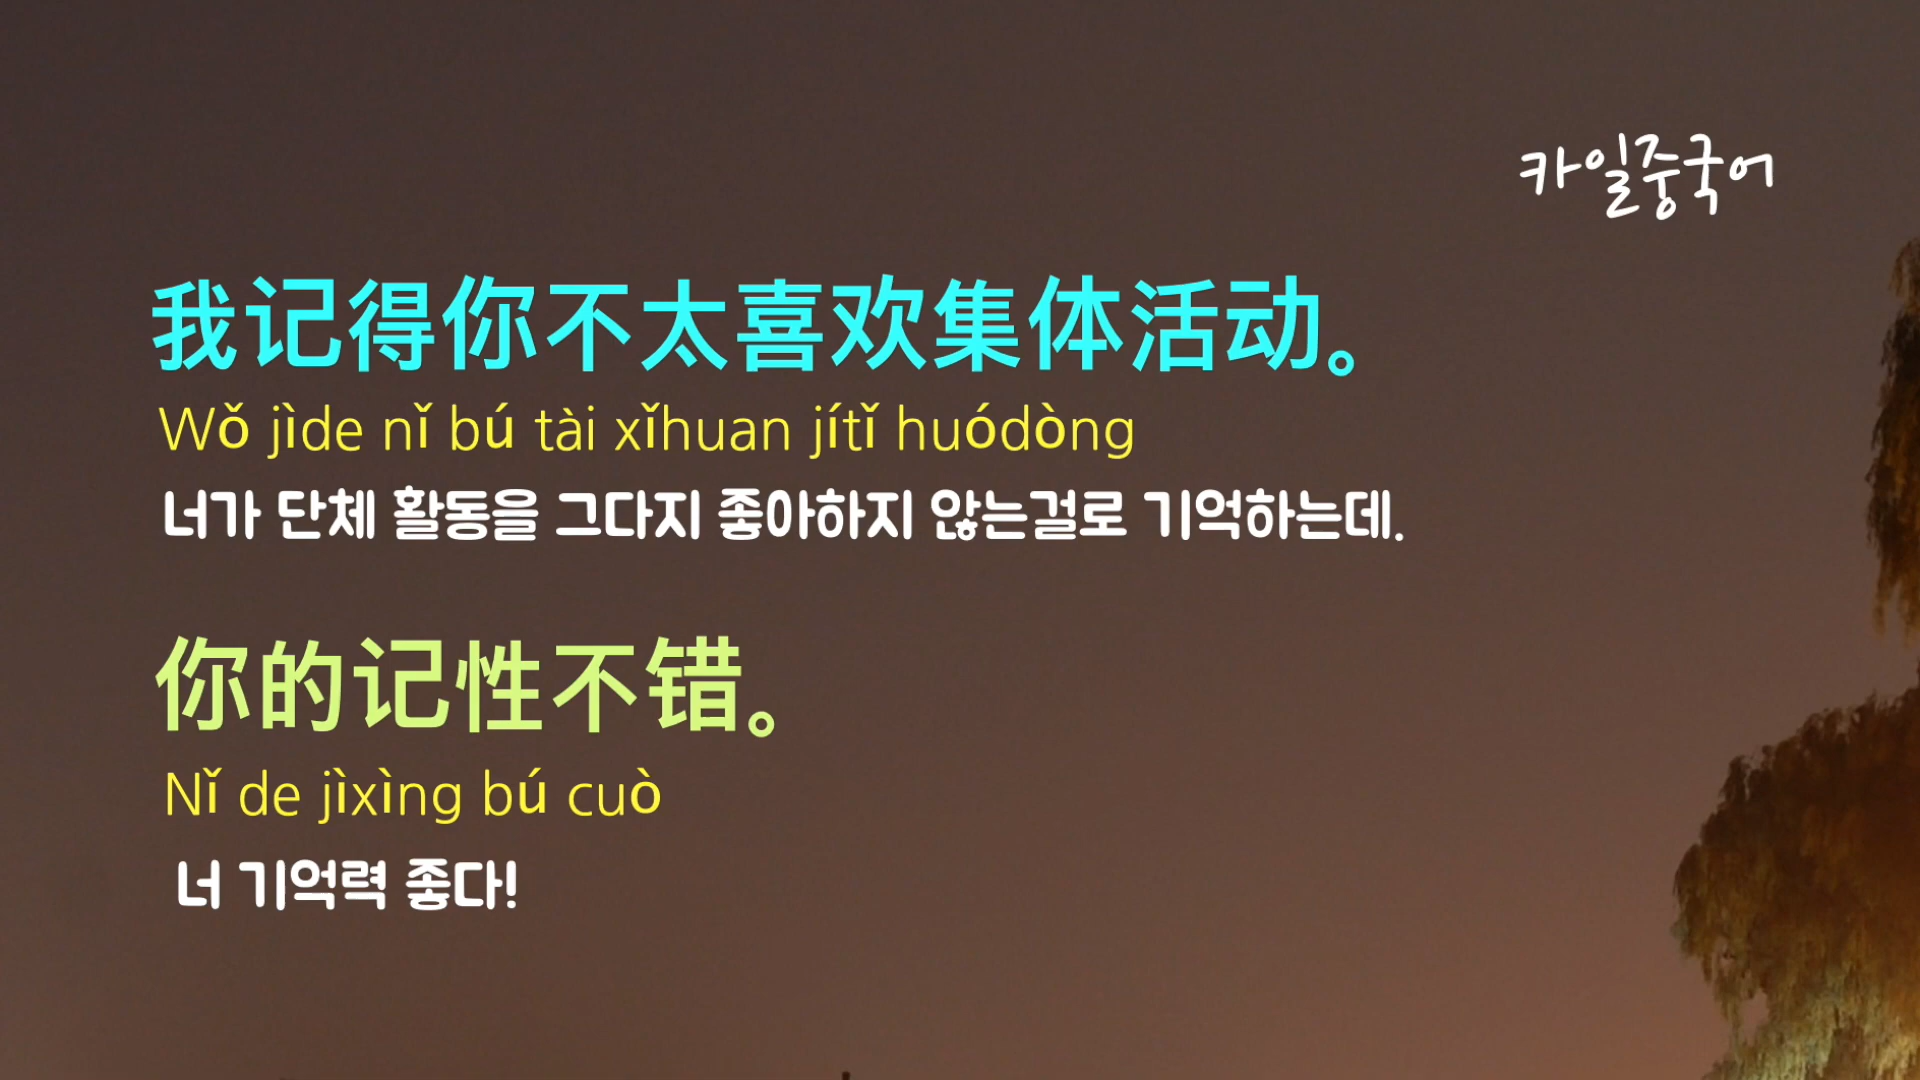 카일중국어
我记得你不太喜欢集体活动。
Wǒ jìde nǐ bú tài xǐhuan jítǐ huódòng
너가 단체 활동을 그다지 좋아하지 않는걸로 기억하는데.
你的记性不错。
Nǐ de jìxìng bú cuò
너 기억력 좋다!